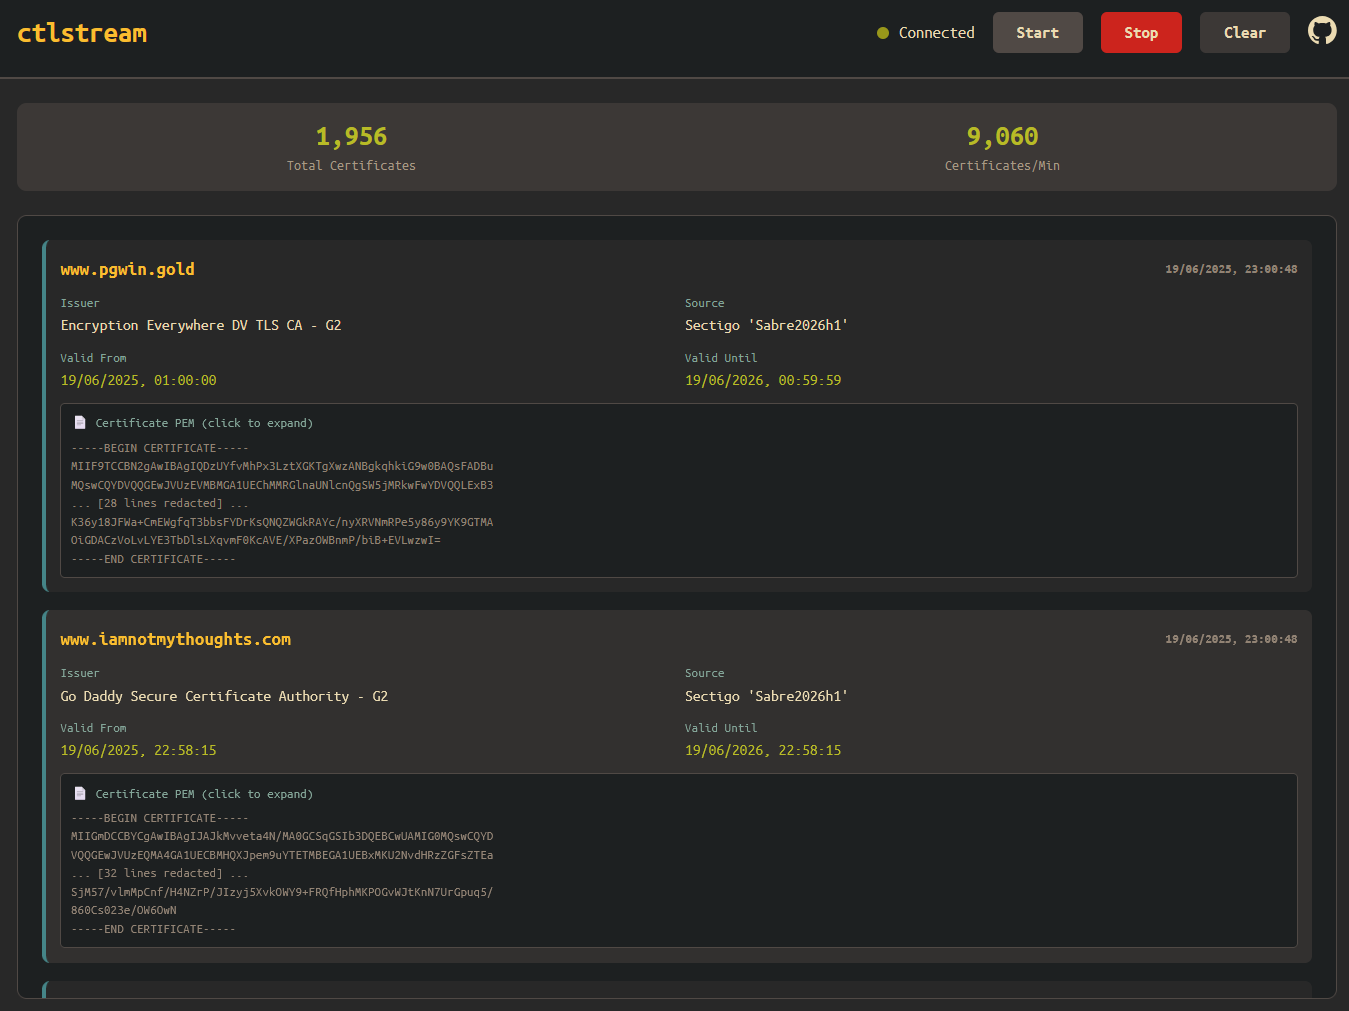 ctlstream
Connected
Start
Stop
Clear
1,956
Total Certificates
9,060
Certificates/Min
www.pgwin.gold
19/06/2025, 23:00:48
Issuer
Encryption Everywhere DV TLS CA - G2
Source
Sectigo 'Sabre2026h1'
Valid From
19/06/2025, 01:00:00
Valid Until
19/06/2026, 00:59:59
Certificate PEM (click to expand)
-----BEGIN CERTIFICATE-----
MIIF9TCCBN2gAwIBAgIQDzUYfvMhPx3LztXGKTgXwzANBgkqhkiG9w0BAQsFADBu
MQswCQYDVQQGEwJVUzEVMBMGA1UEChMMRGlnaUNlcnQgSW5jMRkwFwYDVQQLExB3
... [28 lines redacted] ...
K36y18JFWa+CmEWgfqT3bbsFYDrKsQNQZWGkRAYc/nyXRVNmRPe5y86y9YK9GTMA
OiGDACzVoLvLYE3TbDlsLXqvmF0KcAVE/XPazOWBnmP/biB+EVLwzwI=
-----END CERTIFICATE-----
www.iamnotmythoughts.com
19/06/2025, 23:00:48
Issuer
Go Daddy Secure Certificate Authority - G2
Source
Sectigo 'Sabre2026h1'
Valid From
19/06/2025, 22:58:15
Valid Until
19/06/2026, 22:58:15
Certificate PEM (click to expand)
-----BEGIN CERTIFICATE-----
MIIGmDCCBYCgAwIBAgIJAJkMvveta4N/MA0GCSqGSIb3DQEBCwUAMIG0MQswCQYD
VQQGEwJVUzEQMA4GA1UECBMHQXJpem9uYTETMBEGA1UEBxMKU2NvdHRzZGFsZTEa
... [32 lines redacted] ...
SjM57/vlmMpCnf/H4NZrP/JIzyj5XvkOWY9+FRQfHphMKPOGvWJtKnN7UrGpuq5/
860Cs023e/OW6OwN
-----END CERTIFICATE-----